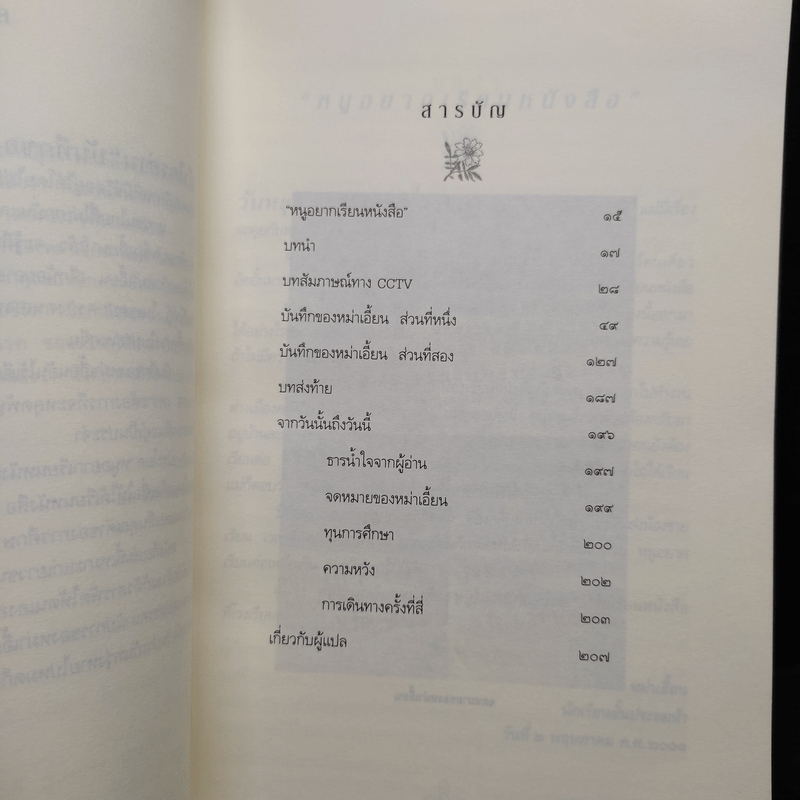 สารบัญ
"หนูอยากเรียนหนังสือ" ๑๕
บทนำ ๑๗
บทสัมภาษณ์ทาง CCTV ๒๘
บันทึกของหม่าเอี้ยน ส่วนที่หนึ่ง ๔๙
บันทึกของหม่าเอี้ยน ส่วนที่สอง ๑๒๗
บทส่งท้าย ๑๘๗
จากวันนั้นถึงวันนี้ ๑๙๖
ธารน้ำใจจากผู้อ่าน ๑๙๗
จดหมายของหม่าเอี้ยน ๑๙๙
ทุนการศึกษา ๒๐๐
ความหวัง ๒๐๒
การเดินทางครั้งที่สี่ ๒๐๓
เกี่ยวกับผู้แปล ๒๐๗